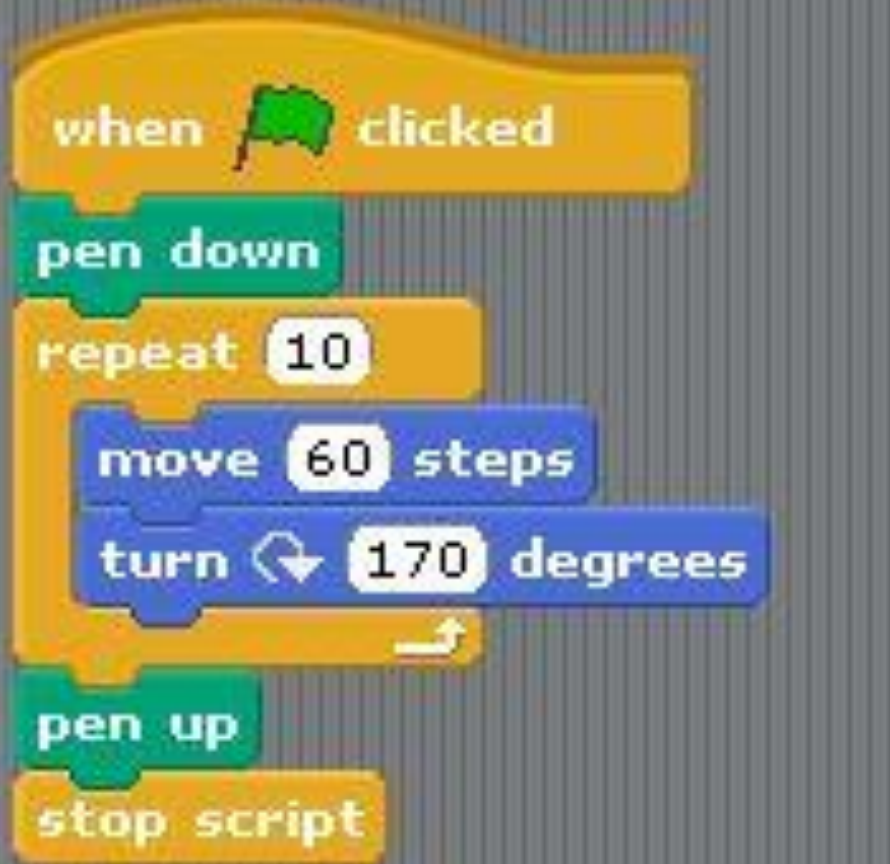 when clicked
pen down
repeat 10
move 60 steps
turn 170 degrees
pen up
stop script